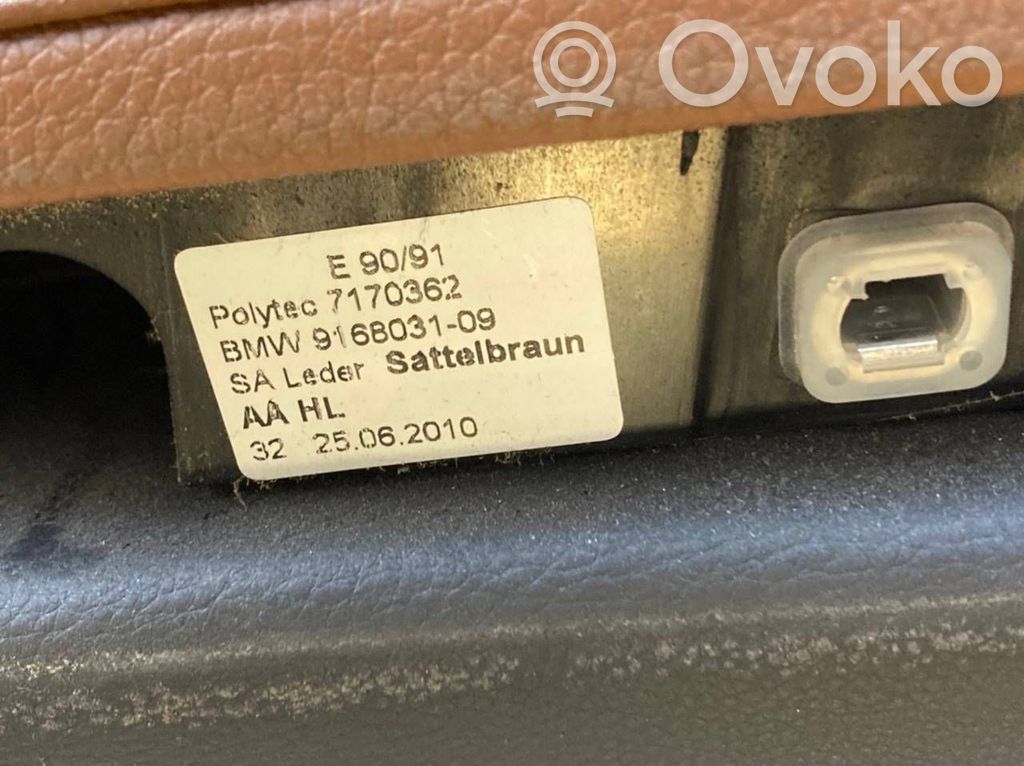 Ovoko
E 90/91
Polytec 7170362
BMW 9168031-09
SA Leder Sattelbraun
AA HL
32 25.06.2010